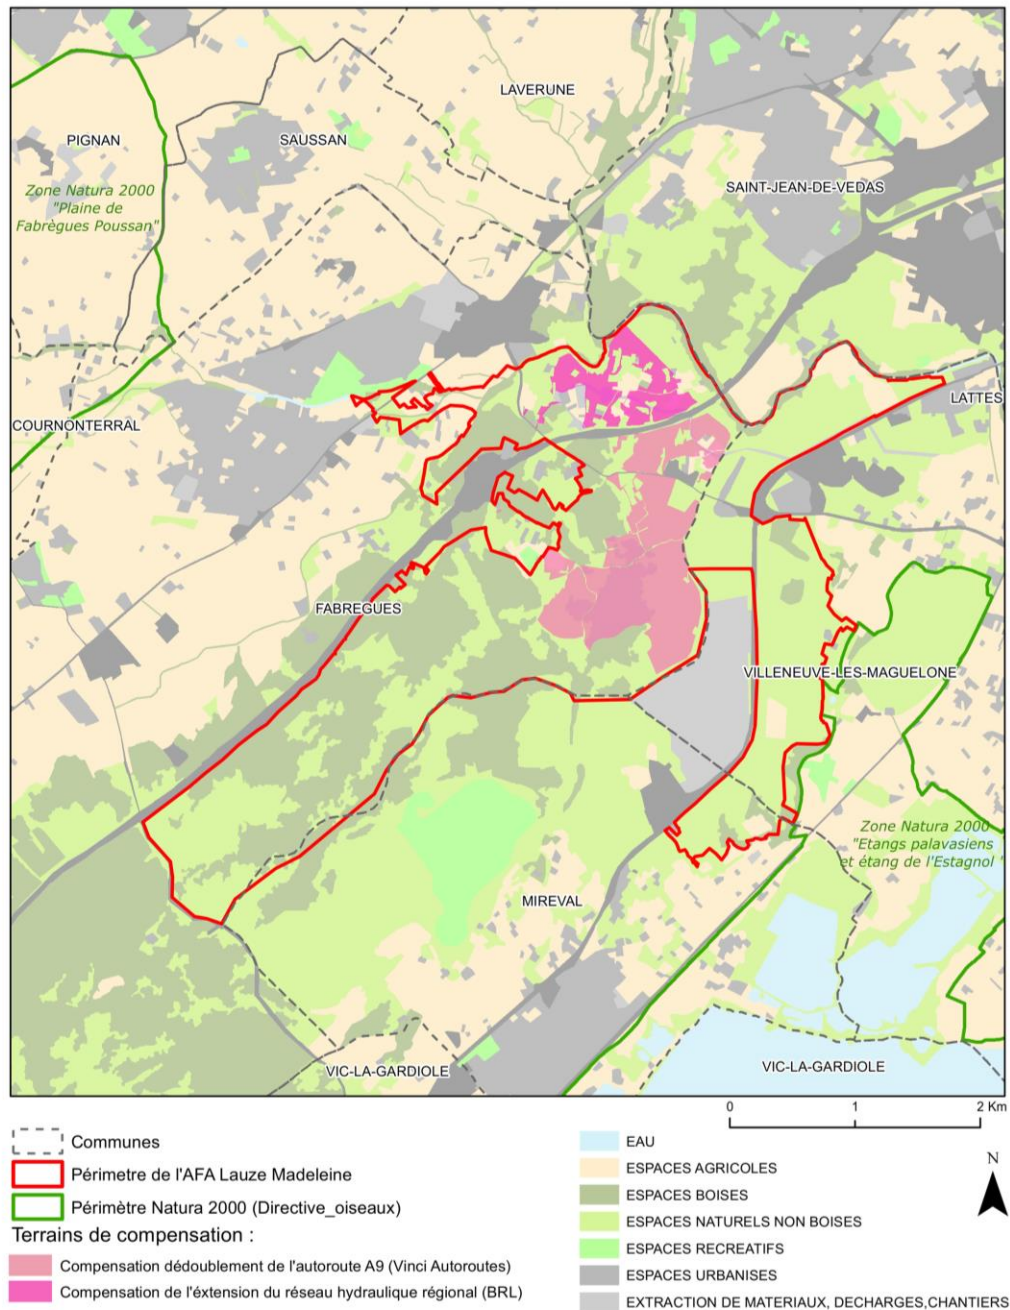 LAVERUNE
PIGNAN
SAUSSAN
Zone Natura 2000
"Plaine de
Fabrègues Poussan"
SAINT-JEAN-DE-VEDAS
LATTES
COURNONTERRAL
FABREGUES
VILLENEUVE-LES-MAGUELONE
Zone Natura 2000
"Etangs palavasiens
et étang de l'Estagnol "
MIREVAL
VIC-LA-GARDIOLE
VIC-LA-GARDIOLE
0 1 2 Km
N
Communes
Périmetre de l'AFA Lauze Madeleine
Périmètre Natura 2000 (Directive_oiseaux)
Terrains de compensation :
Compensation dédoublement de l'autoroute A9 (Vinci Autoroutes)
Compensation de l'éxtension du réseau hydraulique régional (BRL)
EAU
ESPACES AGRICOLES
ESPACES BOISES
ESPACES NATURELS NON BOISES
ESPACES RECREATIFS
ESPACES URBANISES
EXTRACTION DE MATERIAUX, DECHARGES,CHANTIERS